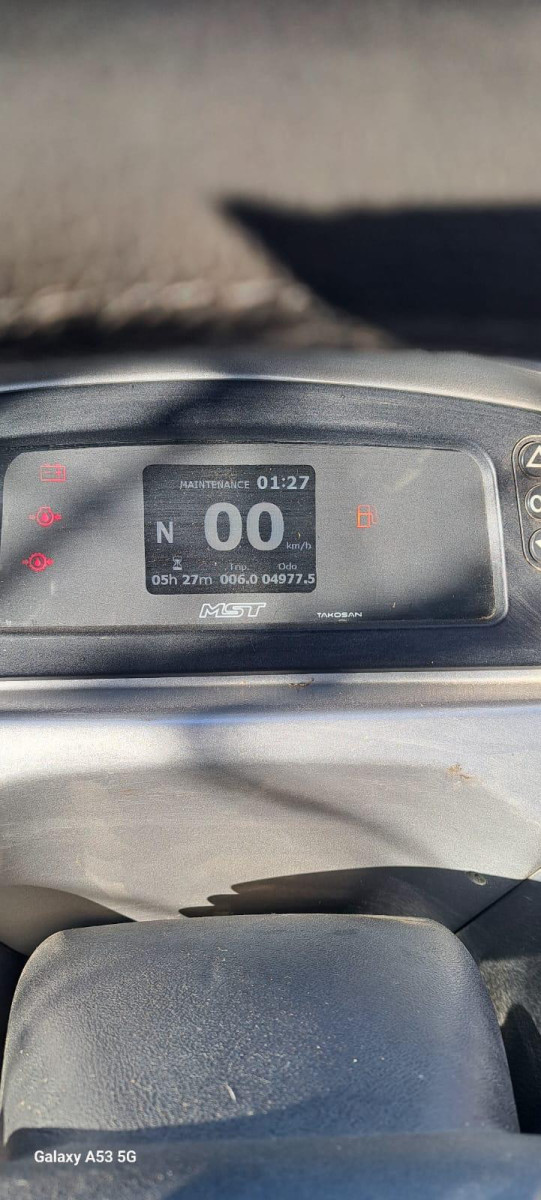 MAINTENANCE 01:27
N 00 km/h
Trip Odo
05h 27m 006.0 04977.5
MST TAKOSAN
Galaxy A53 5G